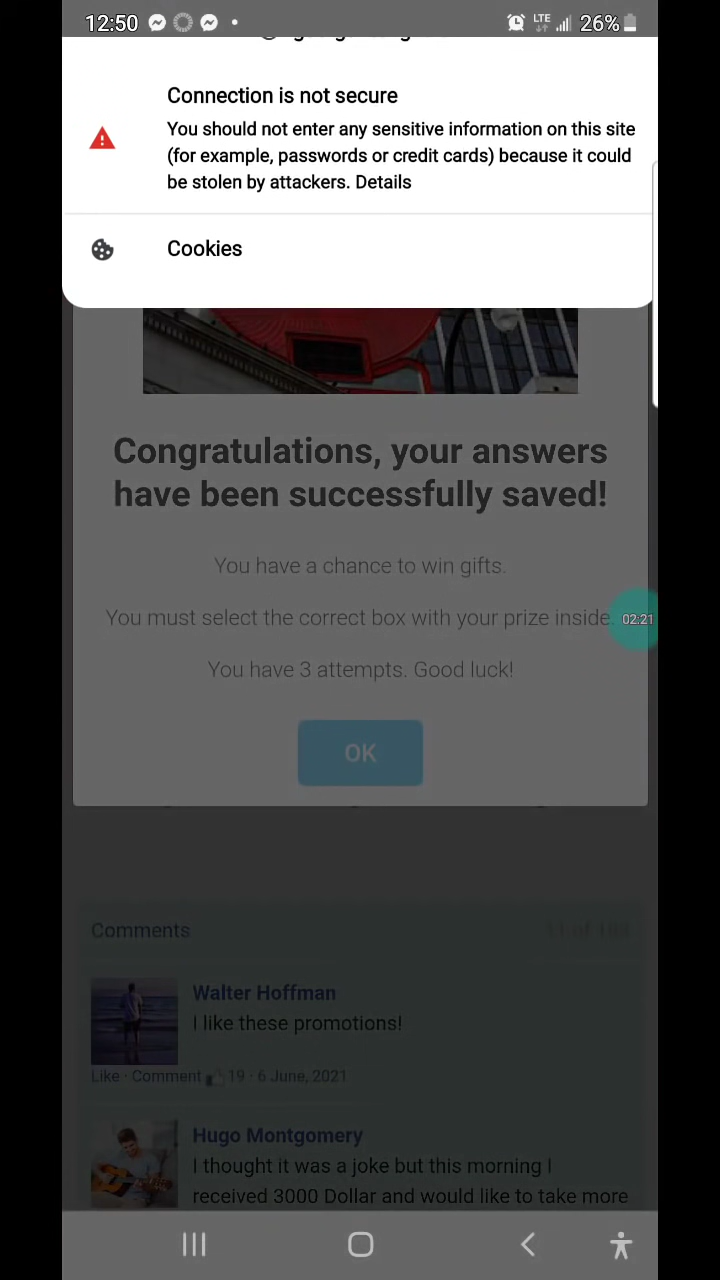 12:50
LTE
26%
Connection is not secure
You should not enter any sensitive information on this site
(for example, passwords or credit cards) because it could
be stolen by attackers. Details
Cookies
Congratulations, your answers
have been successfully saved!
You have a chance to win gifts.
You must select the correct box with your prize inside.
02:21
You have 3 attempts. Good luck!
OK
Comments
Walter Hoffman
I like these promotions!
Like · Comment 19 · 6 June, 2021
Hugo Montgomery
I thought it was a joke but this morning I
received 3000 Dollar and would like to take more